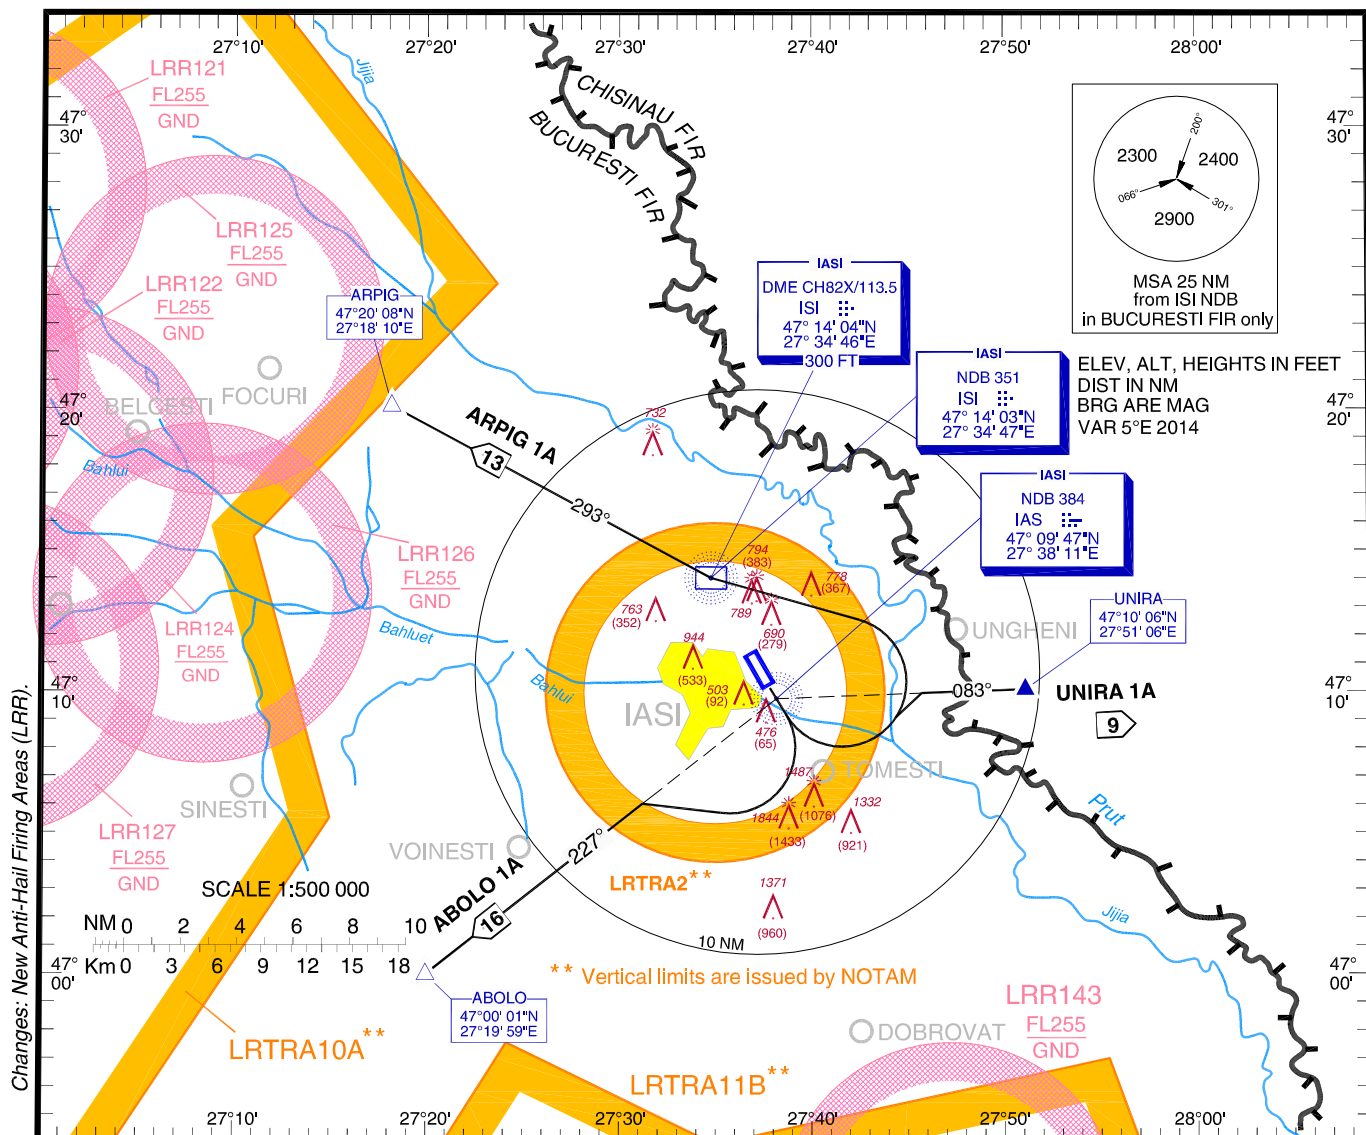 27°10'
27°20'
27°30'
27°40'
27°50'
28°00'
47°
30'
47°
20'
47°
10'
47°
00'
47°
30'
47°
20'
47°
10'
47°
00'
LRR121
FL255
GND
Jijia
CHISINAU FIR
BUCURESTI FIR
200°
2300
2400
066°
301°
2900
MSA 25 NM
from ISI NDB
in BUCURESTI FIR only
LRR125
FL255
GND
LRR122
FL255
GND
ARPIG
47°20' 08"N
27°18' 10"E
IASI
DME CH82X/113.5
ISI
47° 14' 04"N
27° 34' 46"E
300 FT
IASI
NDB 351
ISI
47° 14' 03"N
27° 34' 47"E
ELEV, ALT, HEIGHTS IN FEET
DIST IN NM
BRG ARE MAG
VAR 5°E 2014
FOCURI
BELCESTI
Bahlui
ARPIG 1A
13
293°
732
IASI
NDB 384
IAS
47° 09' 47"N
27° 38' 11"E
LRR126
FL255
GND
794
(383)
789
778
(367)
763
(352)
690
(279)
944
(533)
503
(92)
476
(65)
UNIRA
47°10' 06"N
27°51' 06"E
UNGHENI
LRR124
FL255
GND
Bahluet
Bahlui
IASI
083°
UNIRA 1A
9
1487
(1076)
TOMESTI
1844
(1433)
1332
(921)
SINESTI
LRR127
FL255
GND
VOINESTI
227°
ABOLO 1A
16
LRTRA2**
1371
(960)
10 NM
Prut
Jijia
SCALE 1:500 000
NM 0 2 4 6 8 10
Km 0 3 6 9 12 15 18
** Vertical limits are issued by NOTAM
ABOLO
47°00' 01"N
27°19' 59"E
LRTRA10A**
LRR143
FL255
GND
DOBROVAT
LRTRA11B**
27°10'
27°20'
27°30'
27°40'
27°50'
28°00'
Changes: New Anti-Hail Firing Areas (LRR).